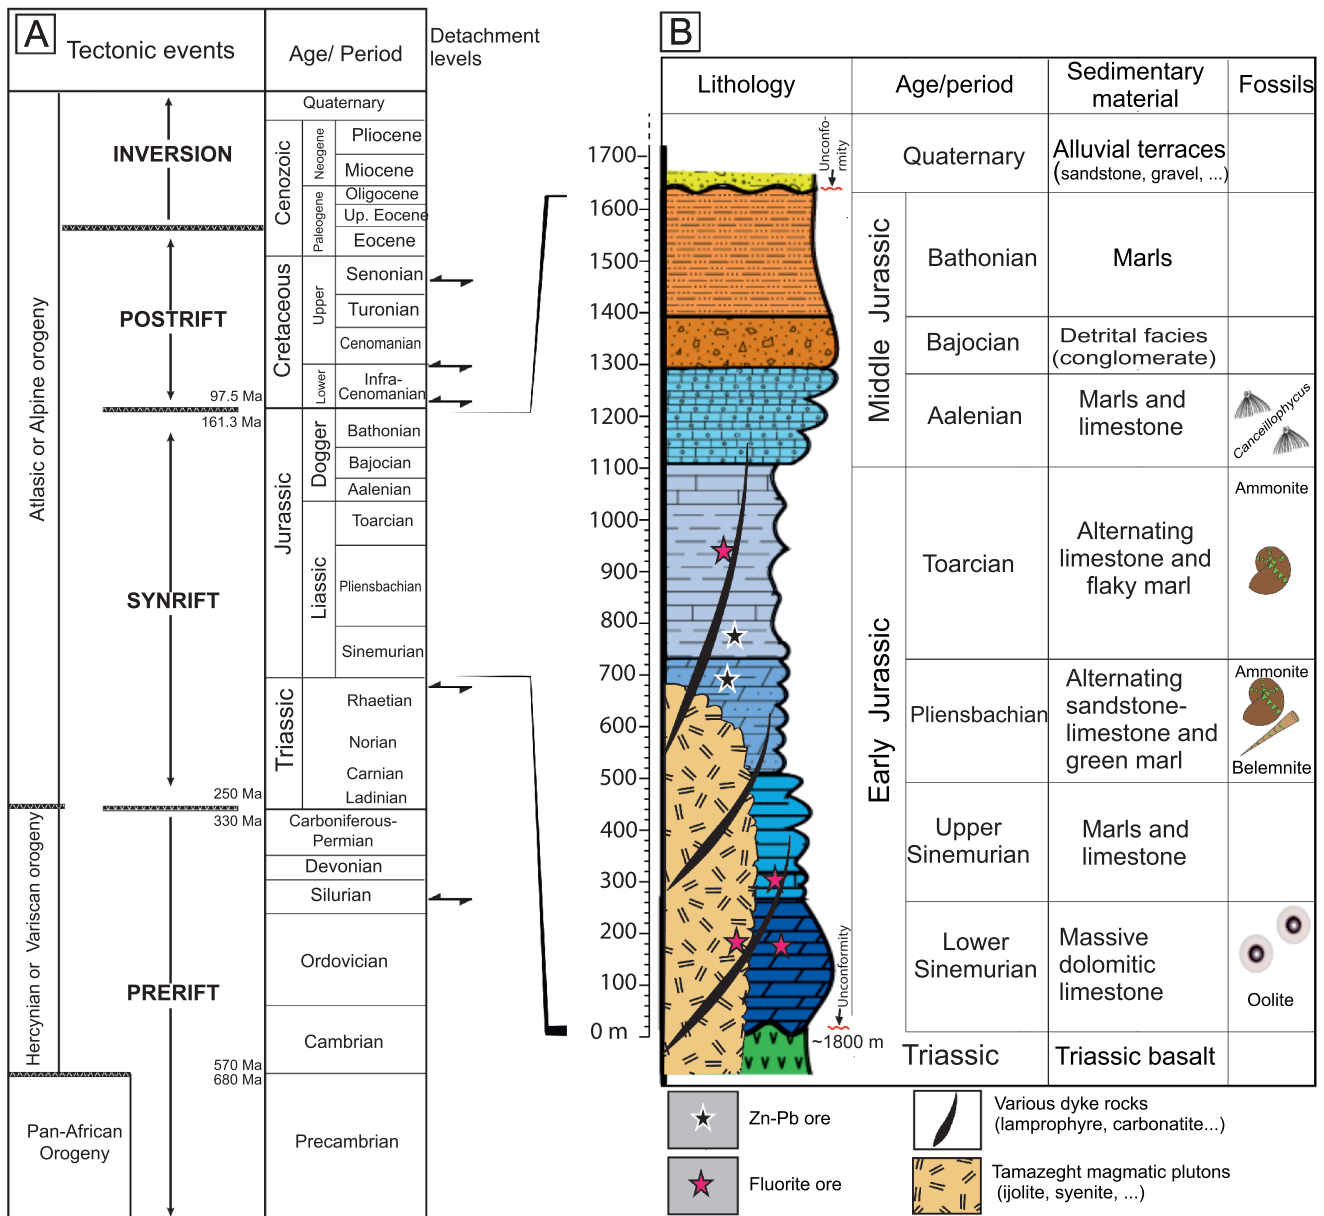 A
Tectonic events
Age/ Period
Detachment
levels
Quaternary
Cenozoic
Neogene
Pliocene
Miocene
Paleogene
Oligocene
Up. Eocene
Eocene
Cretaceous
Upper
Senonian
Turonian
Cenomanian
Lower
Infra-
Cenomanian
Jurassic
Dogger
Bathonian
Bajocian
Aalenian
Liassic
Toarcian
Pliensbachian
Sinemurian
Triassic
Rhaetian
Norian
Carnian
Ladinian
Carboniferous-
Permian
Devonian
Silurian
Ordovician
Cambrian
Precambrian
INVERSION
POSTRIFT
97.5 Ma
161.3 Ma
SYNRIFT
250 Ma
330 Ma
PRERIFT
570 Ma
680 Ma
Atlasic or Alpine orogeny
Hercynian or Variscan orogeny
Pan-African
Orogeny
B
Lithology
Age/period
Sedimentary
material
Fossils
1700
1600
1500
1400
1300
1200
1100
1000
900
800
700
600
500
400
300
200
100
0 m
Unconfo-
rmity
Unconformity
~1800 m
Quaternary
Alluvial terraces
(sandstone, gravel, ...)
Middle Jurassic
Bathonian
Marls
Bajocian
Detrital facies
(conglomerate)
Aalenian
Marls and
limestone
Canceillophycus
Early Jurassic
Toarcian
Alternating
limestone and
flaky marl
Ammonite
Pliensbachian
Alternating
sandstone-
limestone and
green marl
Ammonite
Belemnite
Upper
Sinemurian
Marls and
limestone
Lower
Sinemurian
Massive
dolomitic
limestone
Oolite
Triassic
Triassic basalt
Zn-Pb ore
Fluorite ore
Various dyke rocks
(lamprophyre, carbonatite...)
Tamazeght magmatic plutons
(ijolite, syenite, ...)